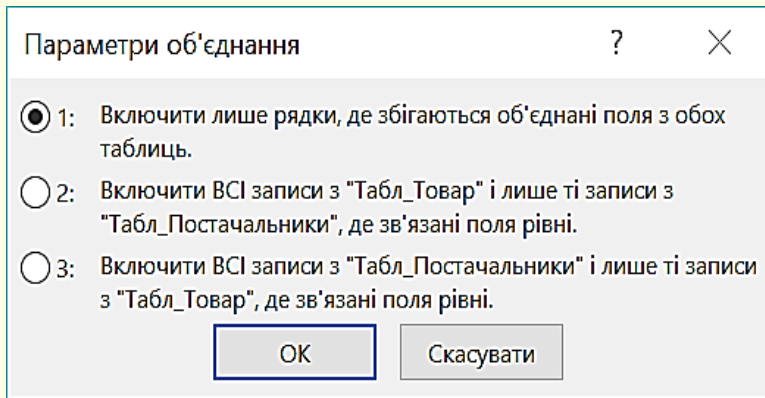 Параметри об'єднання ? ×
1: Включити лише рядки, де збігаються об'єднані поля з обох
таблиць.
2: Включити ВСІ записи з "Табл_Товар" і лише ті записи з
"Табл_Постачальники", де зв'язані поля рівні.
3: Включити ВСІ записи з "Табл_Постачальники" і лише ті записи
з "Табл_Товар", де зв'язані поля рівні.
ОК Скасувати